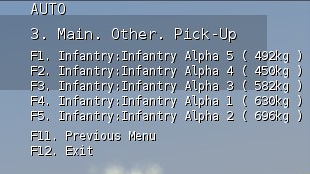 AUTO
3. Main. Other. Pick-Up
F1. Infantry:Infantry Alpha 5 ( 492kg )
F2. Infantry:Infantry Alpha 4 ( 450kg )
F3. Infantry:Infantry Alpha 3 ( 582kg )
F4. Infantry:Infantry Alpha 1 ( 630kg )
F5. Infantry:Infantry Alpha 2 ( 696kg )
F11. Previous Menu
F12. Exit